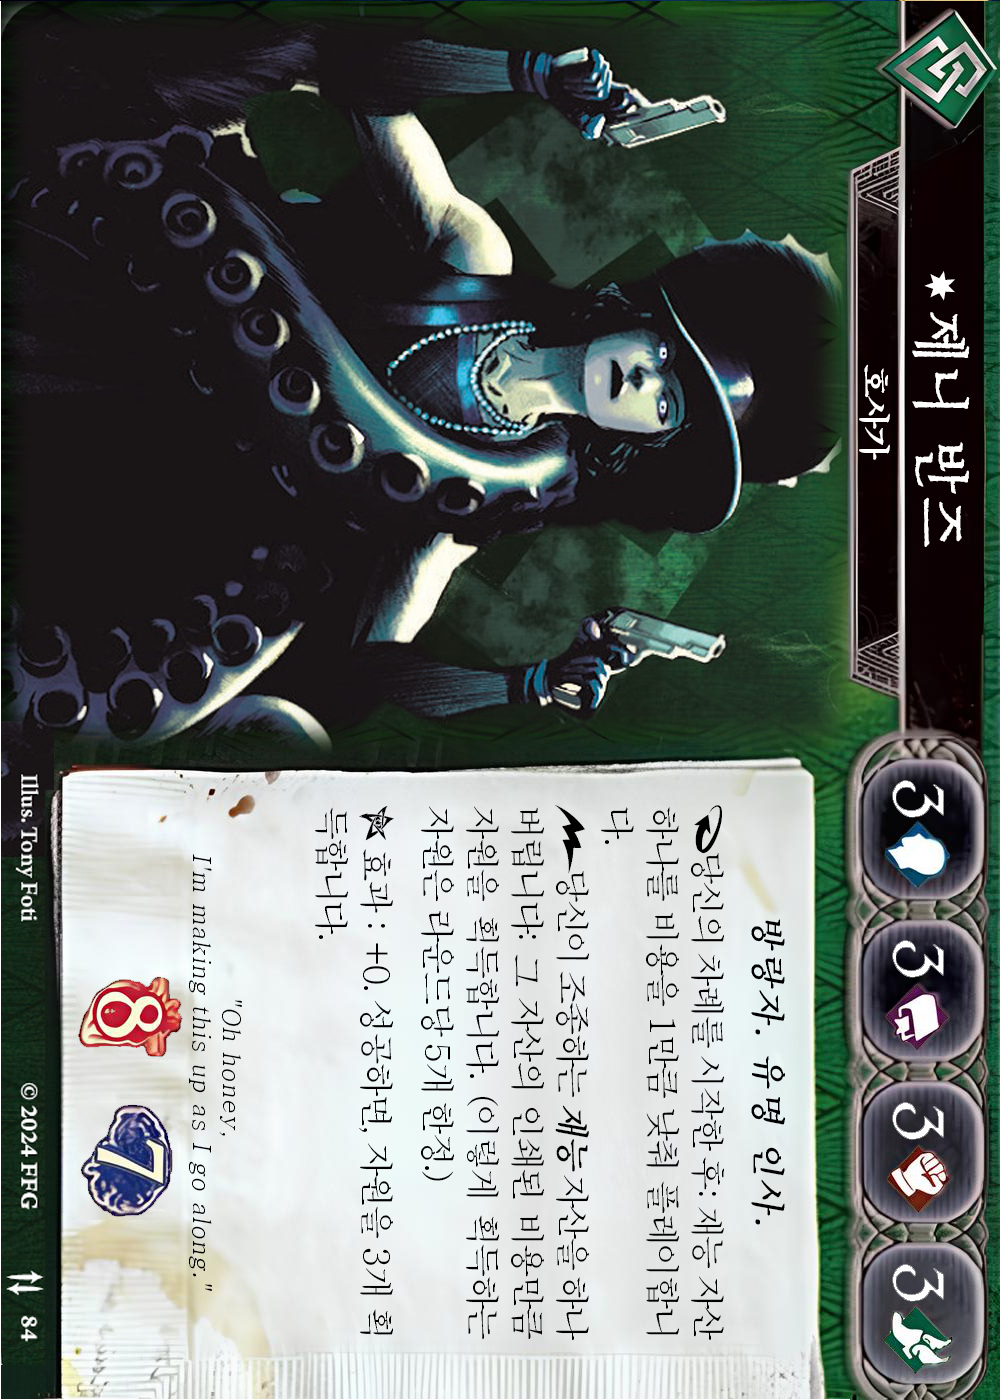 제니 반즈
호사가
3 3 3 3
방랑자. 유명 인사.
당신의 차례를 시작한 후: 재능 자산
하나를 비용을 1만큼 낮춰 플레이합니
다.
당신이 조종하는 재능 자산을 하나
버립니다: 그 자산의 인쇄된 비용만큼
자원을 획득합니다. (이렇게 획득하는
자원은 라운드당 5개 한정.)
효과: +0. 성공하면, 자원을 3개 획
득합니다.
"Oh honey,
I'm making this up as I go along."
8 7
Illus. Tony Foti
© 2024 FFG
84